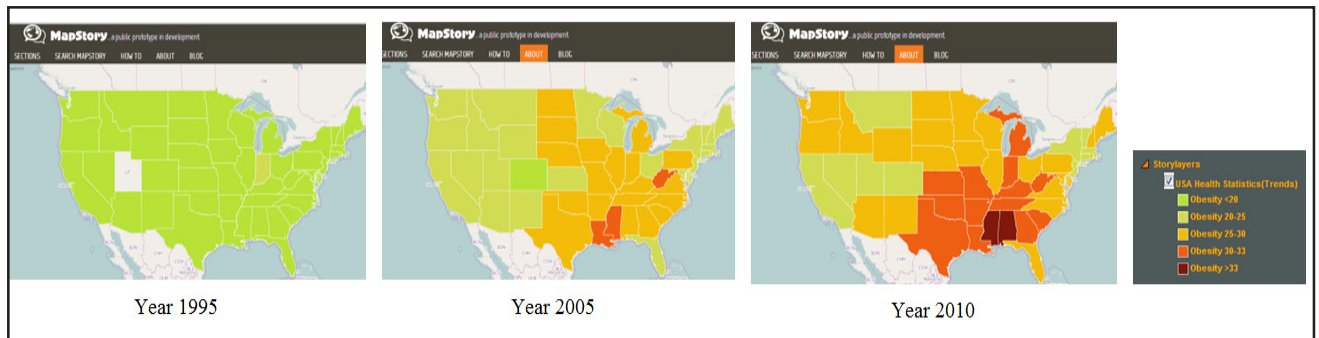 MapStory .a public prototype in development.
SECTIONS SEARCH MAPSTORY HOW TO ABOUT BLOG
Year 1995
MapStory .a public prototype in development.
SECTIONS SEARCH MAPSTORY HOW TO ABOUT BLOG
Year 2005
MapStory .a public prototype in development.
SECTIONS SEARCH MAPSTORY HOW TO ABOUT BLOG
Year 2010
Storylayers
USA Health Statistics(Trends)
Obesity <20
Obesity 20-25
Obesity 25-30
Obesity 30-33
Obesity >33